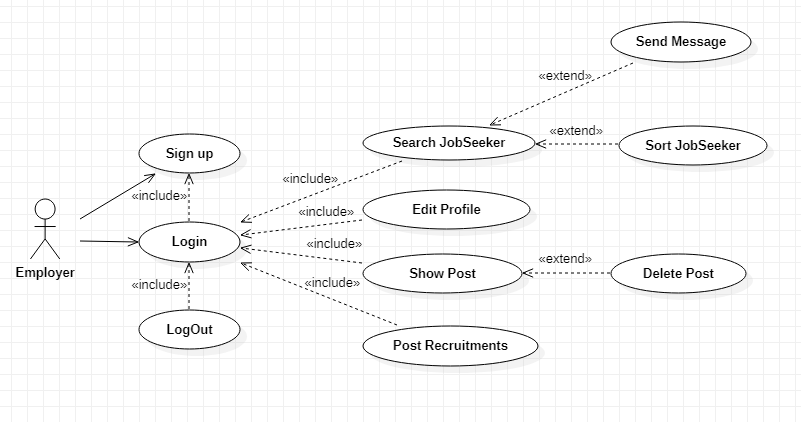 Send Message
«extend»
«extend»
Search JobSeeker
Sort JobSeeker
Sign up
«include»
«include»
Edit Profile
«include»
Login
«include»
Employer
«extend»
Show Post
Delete Post
«include»
«include»
LogOut
Post Recruitments